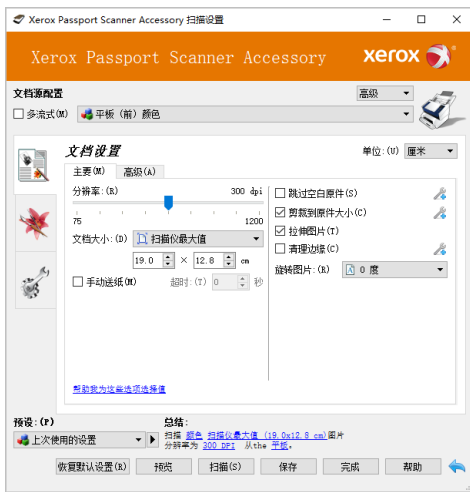 Xerox Passport Scanner Accessory 扫描设置
Xerox Passport Scanner Accessory
xerox
文档源配置
高级
多流式(M)
平板（前）颜色
文档设置
单位:(U) 厘米
主要(M) 高级(A)
分辨率:(R) 300 dpi
75 1200
文档大小:(D) 扫描仪最大值
19.0 × 12.8 cm
手动送纸(M) 超时:(T) 0 秒
跳过空白原件(S)
剪裁到原件大小(C)
拉伸图片(T)
清理边缘(C)
旋转图片:(R) 0 度
帮助我为这些选项选择值
预设:(P)
上次使用的设置
总结:
扫描 颜色 扫描仪最大值 (19.0x12.8 cm)图片
分辨率为 300 DPI 从the 平板。
恢复默认设置(R) 预览 扫描(S) 保存 完成 帮助